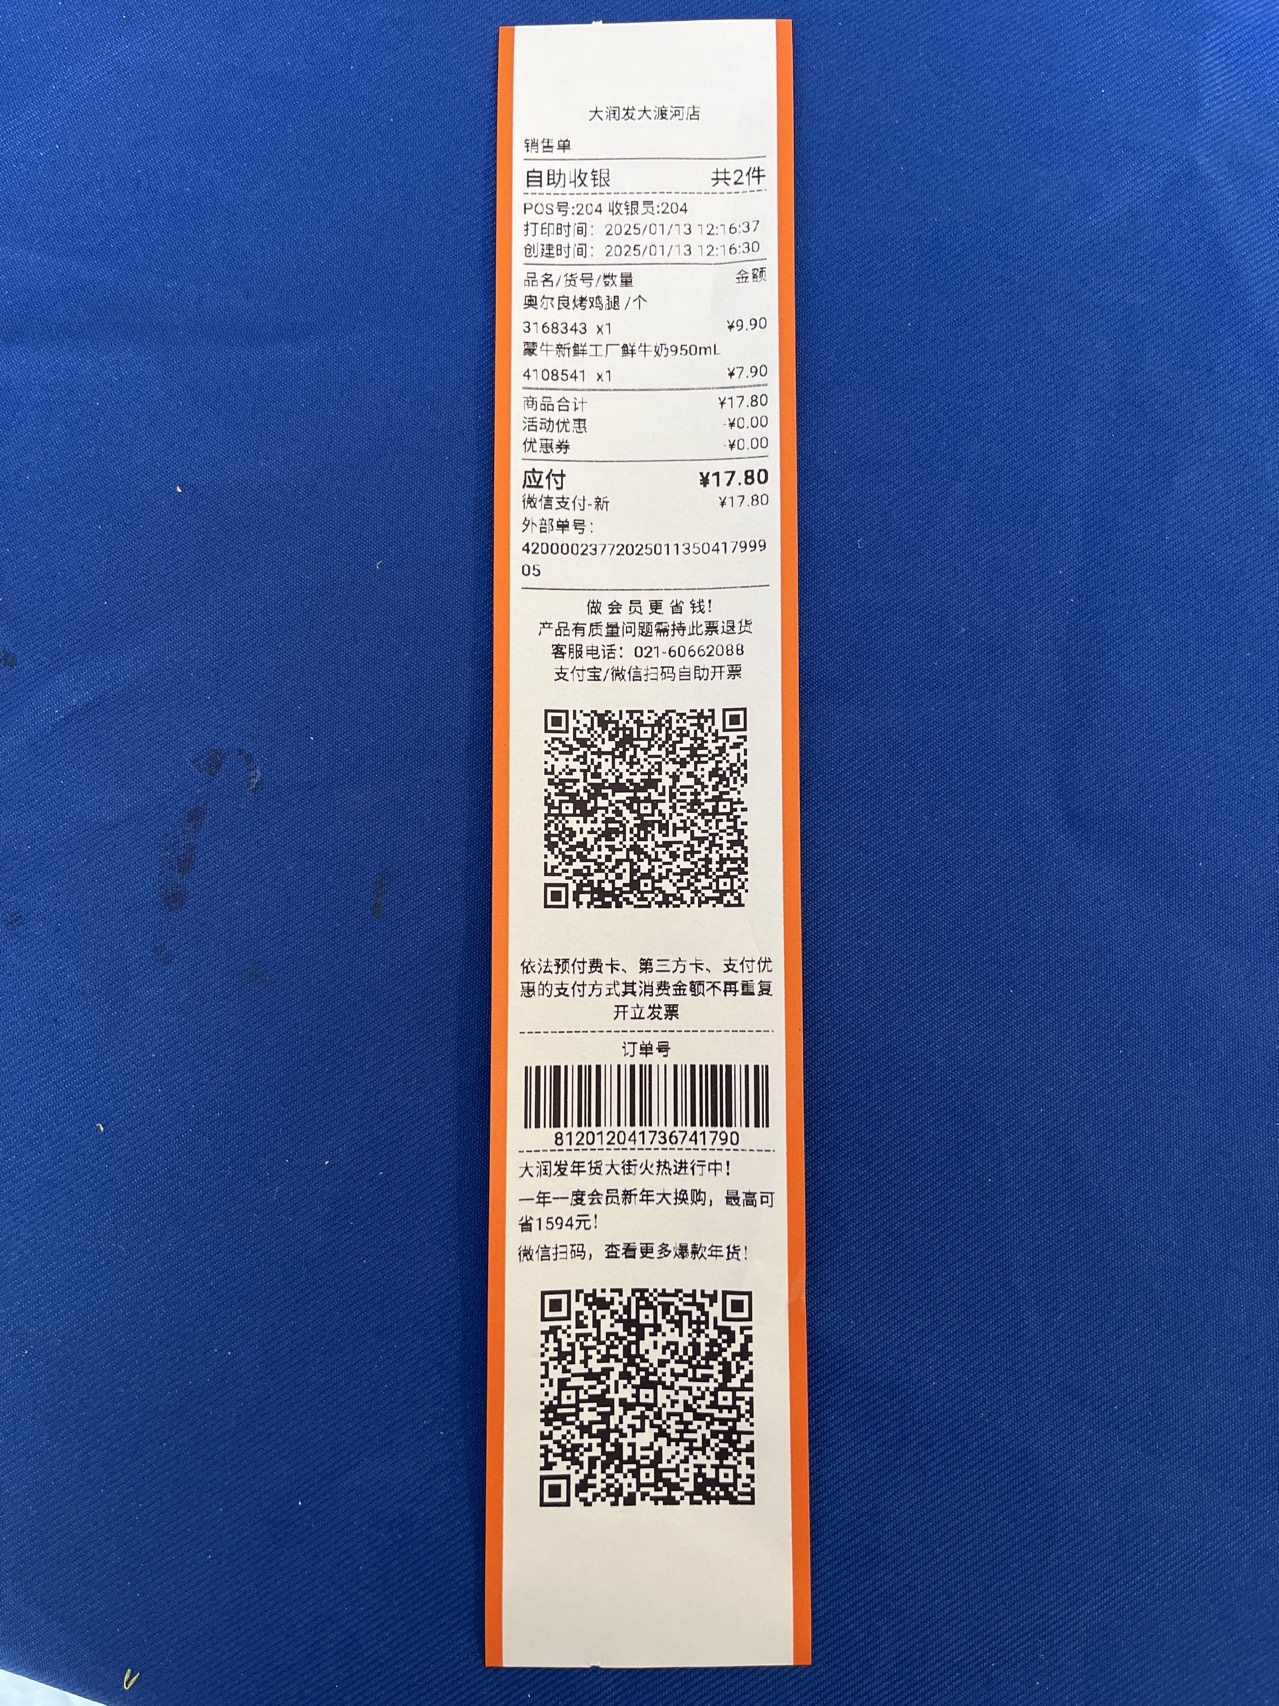 大润发大渡河店
销售单
自助收银 共2件
POS号:204 收银员:204
打印时间：2025/01/13 12:16:37
创建时间：2025/01/13 12:16:30
品名/货号/数量 金额
奥尔良烤鸡腿/个
3168343 x1 ¥9.90
蒙牛新鲜工厂鲜牛奶950mL
4108541 x1 ¥7.90
商品合计 ¥17.80
活动优惠 -¥0.00
优惠券 -¥0.00
应付 ¥17.80
微信支付-新 ¥17.80
外部单号：
42000023772025011350417999
05
做会员更省钱！
产品有质量问题需持此票退货
客服电话：021-60662088
支付宝/微信扫码自助开票
依法预付费卡、第三方卡、支付优
惠的支付方式其消费金额不再重复
开立发票
订单号
812012041736741790
大润发年货大街火热进行中！
一年一度会员新年大换购，最高可
省1594元！
微信扫码，查看更多爆款年货！